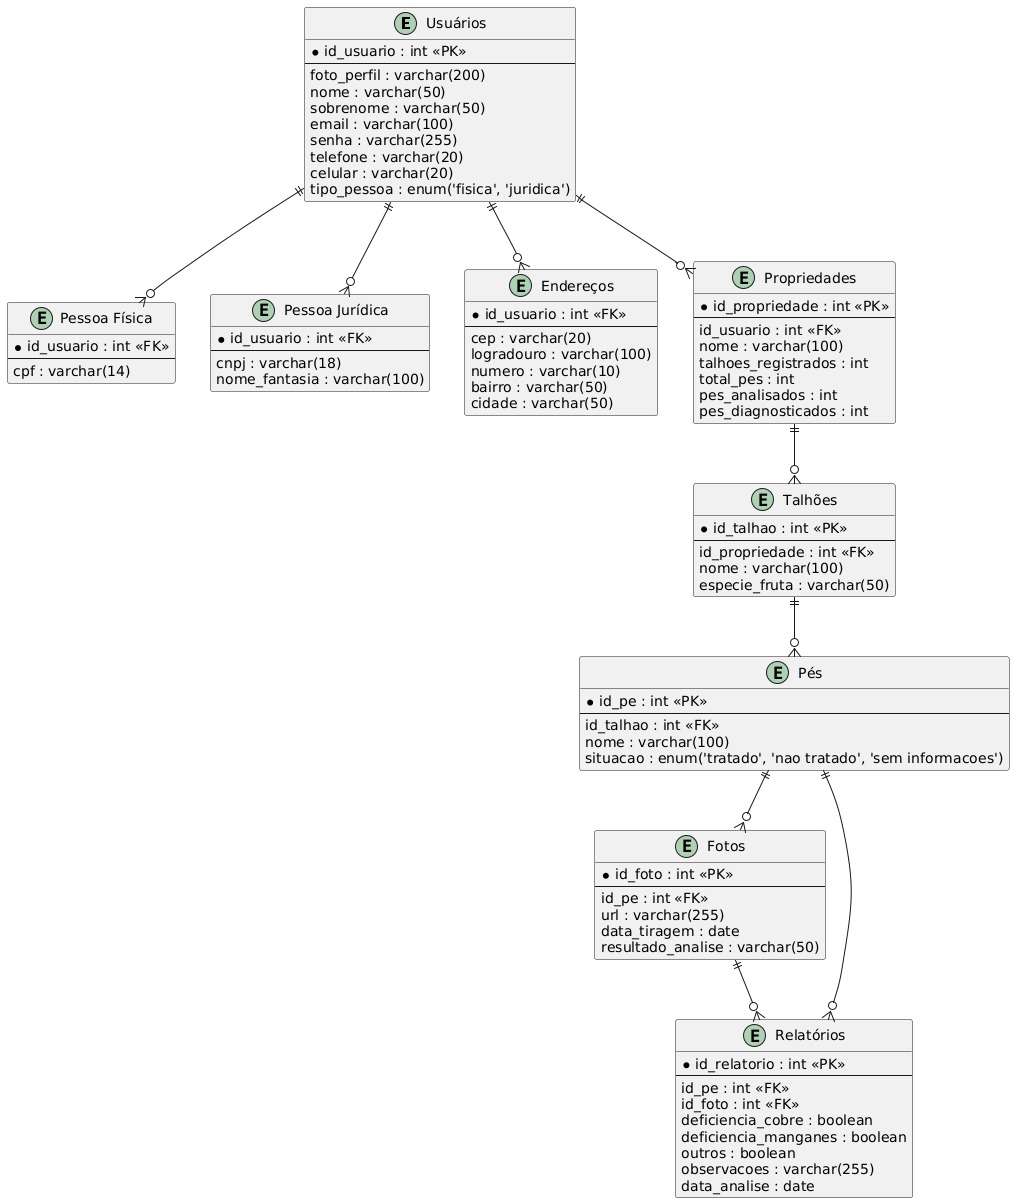 E Usuários
* id_usuario : int «PK»
foto_perfil : varchar(200)
nome : varchar(50)
sobrenome : varchar(50)
email : varchar(100)
senha : varchar(255)
telefone : varchar(20)
celular : varchar(20)
tipo_pessoa : enum('fisica', 'juridica')
E Pessoa Física
* id_usuario : int «FK»
cpf : varchar(14)
E Pessoa Jurídica
* id_usuario : int «FK»
cnpj : varchar(18)
nome_fantasia : varchar(100)
E Endereços
* id_usuario : int «FK»
cep : varchar(20)
logradouro : varchar(100)
numero : varchar(10)
bairro : varchar(50)
cidade : varchar(50)
E Propriedades
* id_propriedade : int «PK»
id_usuario : int «FK»
nome : varchar(100)
talhoes_registrados : int
total_pes : int
pes_analisados : int
pes_diagnosticados : int
E Talhões
* id_talhao : int «PK»
id_propriedade : int «FK»
nome : varchar(100)
especie_fruta : varchar(50)
E Pés
* id_pe : int «PK»
id_talhao : int «FK»
nome : varchar(100)
situacao : enum('tratado', 'nao tratado', 'sem informacoes')
E Fotos
* id_foto : int «PK»
id_pe : int «FK»
url : varchar(255)
data_tiragem : date
resultado_analise : varchar(50)
E Relatórios
* id_relatorio : int «PK»
id_pe : int «FK»
id_foto : int «FK»
deficiencia_cobre : boolean
deficiencia_manganes : boolean
outros : boolean
observacoes : varchar(255)
data_analise : date